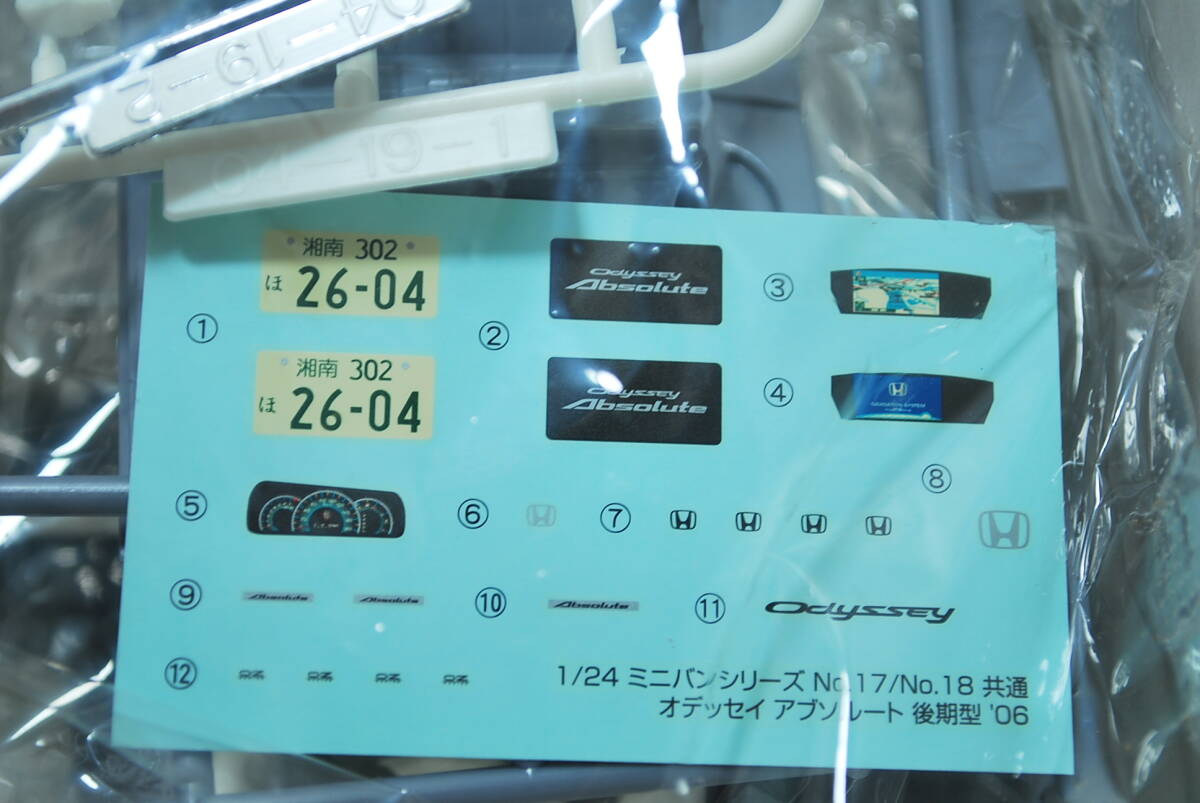 04-19-2
04-19-1
湘南 302
ほ 26-04
①
湘南 302
ほ 26-04
②
Odyssey
Absolute
Odyssey
Absolute
③
④
NAVIGATION SYSTEM
⑤
⑥
⑦
⑧
⑨
Absolute
Absolute
⑩
Absolute
⑪
Odyssey
⑫
1/24 ミニバンシリーズ No.17/No.18 共通
オデッセイ アブソルート 後期型 '06